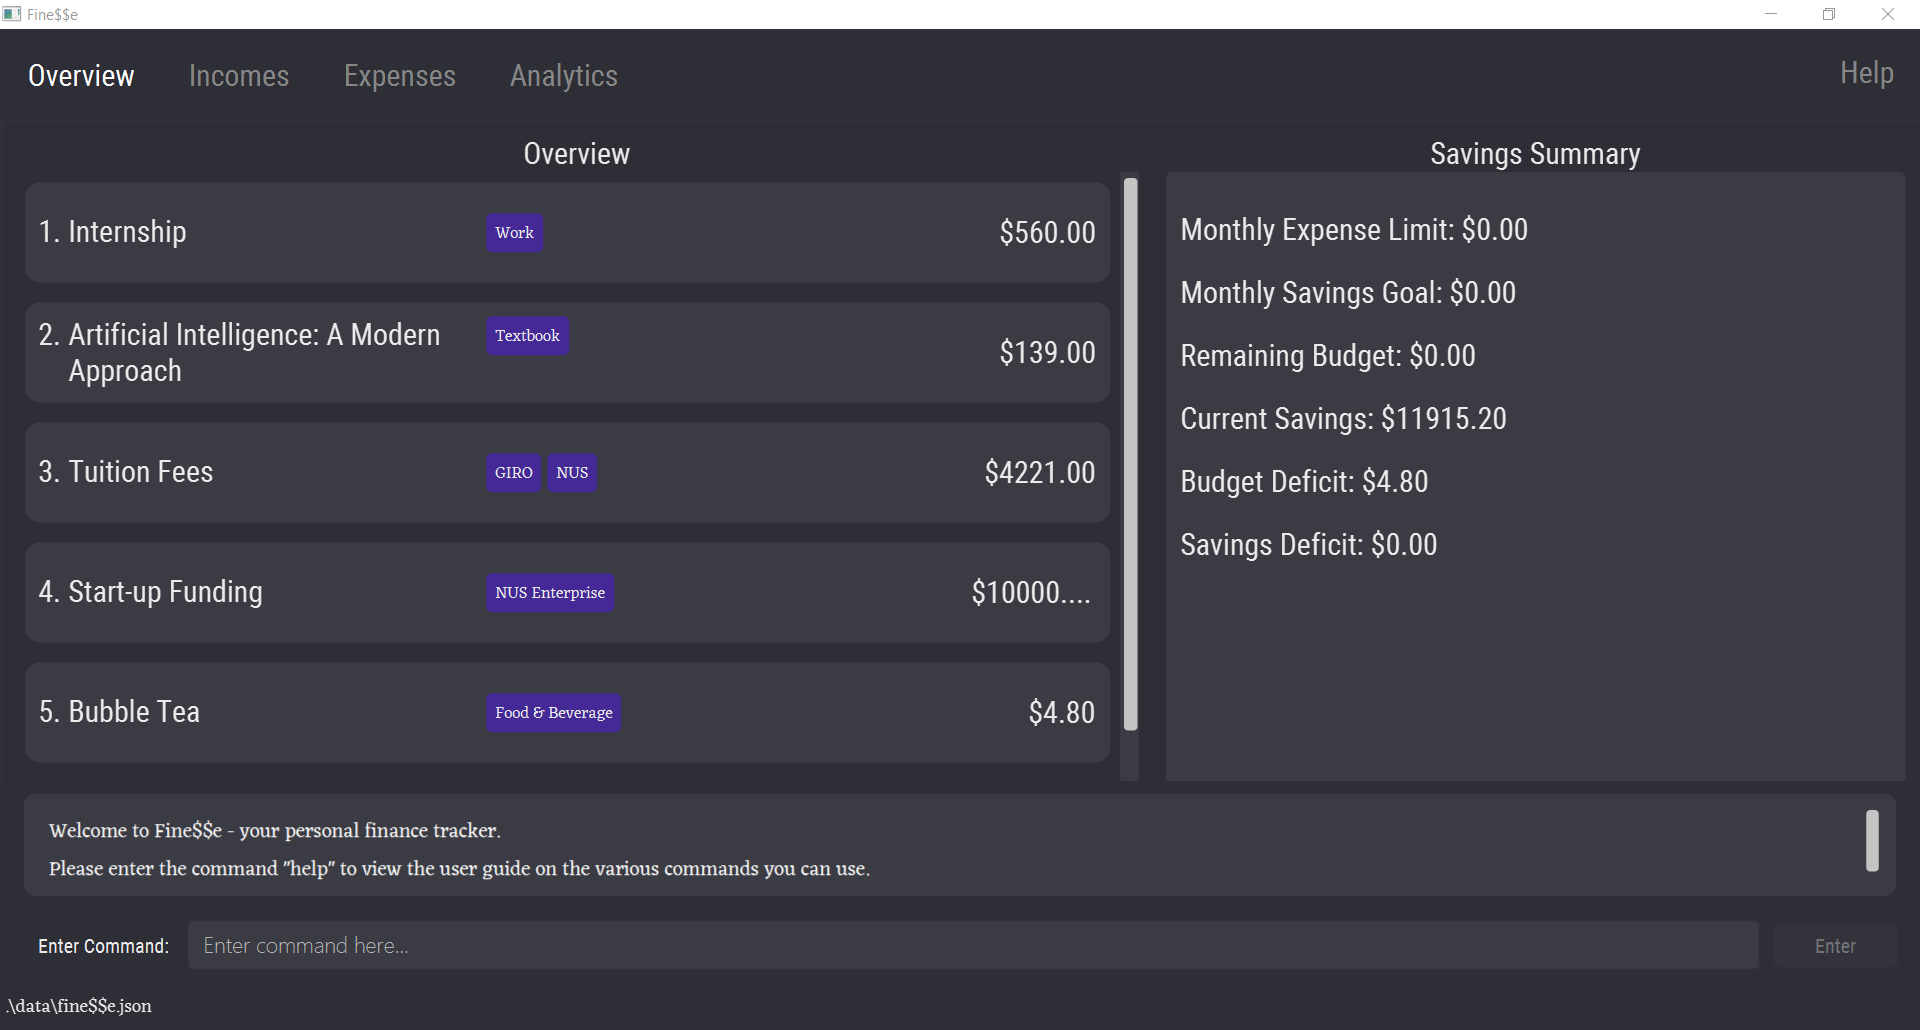 Fine$$e
Overview Incomes Expenses Analytics Help
Overview
1. Internship Work $560.00
2. Artificial Intelligence: A Modern Approach Textbook $139.00
3. Tuition Fees GIRO NUS $4221.00
4. Start-up Funding NUS Enterprise $10000....
5. Bubble Tea Food & Beverage $4.80
Savings Summary
Monthly Expense Limit: $0.00
Monthly Savings Goal: $0.00
Remaining Budget: $0.00
Current Savings: $11915.20
Budget Deficit: $4.80
Savings Deficit: $0.00
Welcome to Fine$$e - your personal finance tracker.
Please enter the command "help" to view the user guide on the various commands you can use.
Enter Command: Enter command here... Enter
.\data\fine$$e.json